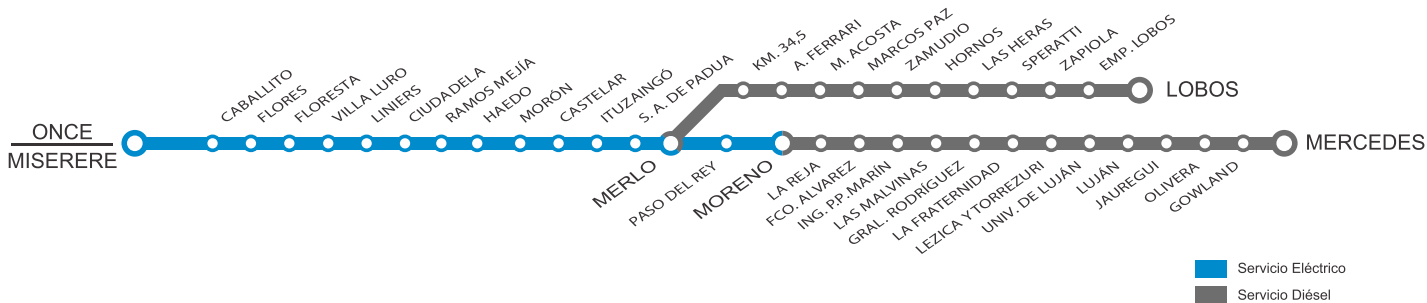 ONCE
MISERERE
CABALLITO
FLORES
FLORESTA
VILLA LURO
LINIERS
CIUDADELA
RAMOS MEJÍA
HAEDO
MORÓN
CASTELAR
ITUZAINGÓ
S. A. DE PADUA
MERLO
KM. 34,5
A. FERRARI
M. ACOSTA
MARCOS PAZ
ZAMUDIO
HORNOS
LAS HERAS
SPERATTI
ZAPIOLA
EMP. LOBOS
LOBOS
PASO DEL REY
MORENO
LA REJA
FCO. ALVAREZ
ING. P.P. MARÍN
LAS MALVINAS
GRAL. RODRÍGUEZ
LA FRATERNIDAD
LEZICA Y TORREZURI
UNIV. DE LUJÁN
LUJÁN
JAUREGUI
OLIVERA
GOWLAND
MERCEDES
Servicio Eléctrico
Servicio Diésel